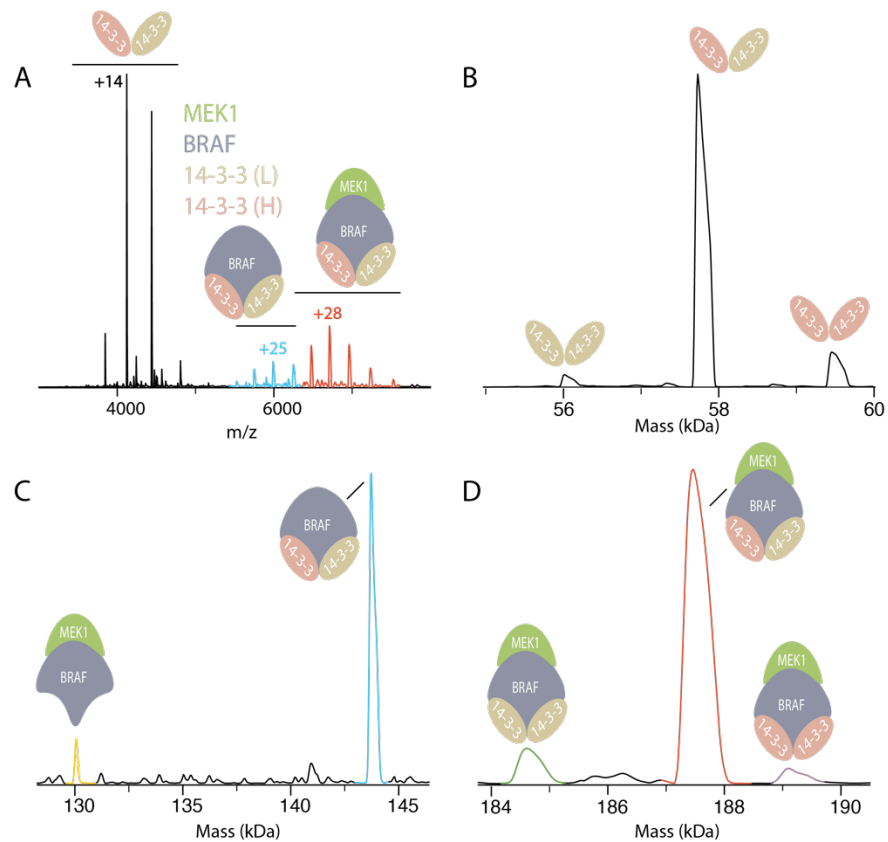 14-3-3 14-3-3
A
+14
MEK1
BRAF
14-3-3 (L)
14-3-3 (H)
BRAF
14-3-3 14-3-3
+25
MEK1
BRAF
14-3-3 14-3-3
+28
4000 6000
m/z
B
14-3-3 14-3-3
14-3-3 14-3-3
14-3-3 14-3-3
56 58 60
Mass (kDa)
C
BRAF
14-3-3 14-3-3
MEK1
BRAF
130 135 140 145
Mass (kDa)
D
MEK1
BRAF
14-3-3 14-3-3
MEK1
BRAF
14-3-3 14-3-3
MEK1
BRAF
14-3-3 14-3-3
184 186 188 190
Mass (kDa)